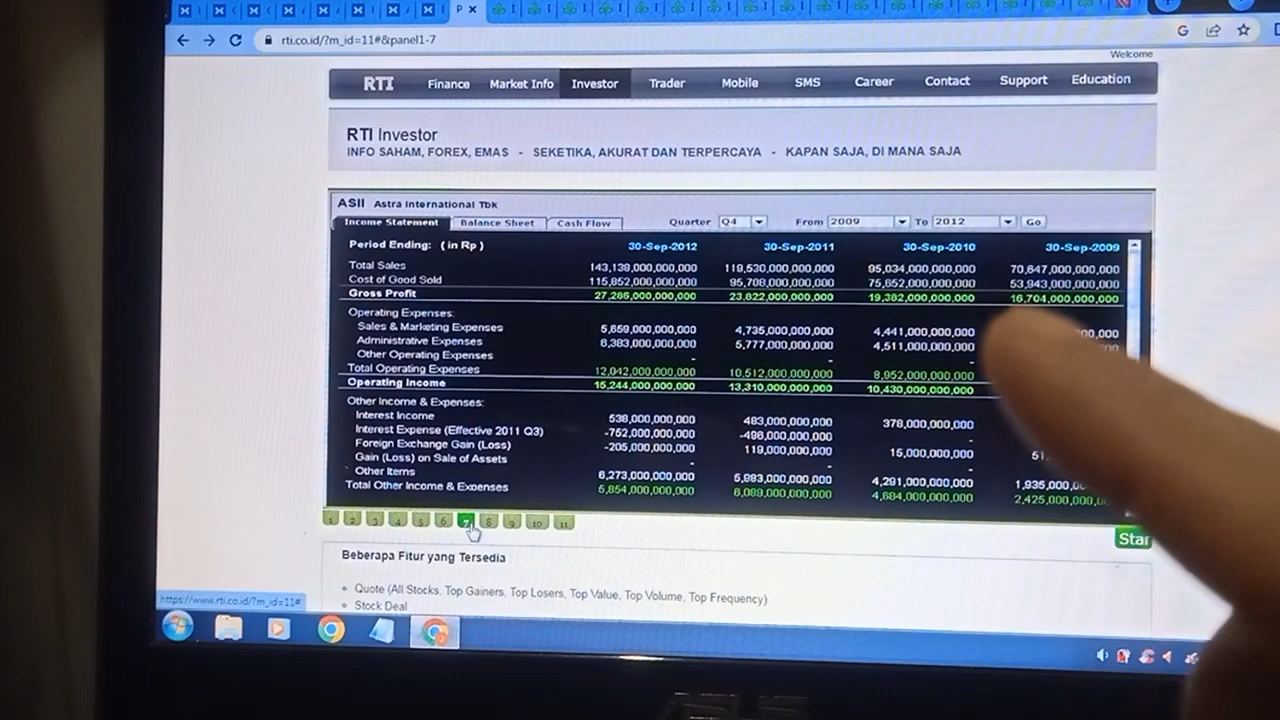 rti.co.id/?m_id=11#&panel1-7
Welcome
RTI Finance Market Info Investor Trader Mobile SMS Career Contact Support Education
RTI Investor
INFO SAHAM, FOREX, EMAS - SEKETIKA, AKURAT DAN TERPERCAYA - KAPAN SAJA, DI MANA SAJA
ASII Astra International Tbk
Income Statement Balance Sheet Cash Flow Quarter Q4 From 2009 To 2012 Go
Period Ending: ( in Rp ) 30-Sep-2012 30-Sep-2011 30-Sep-2010 30-Sep-2009
Total Sales 143,138,000,000,000 119,530,000,000,000 95,034,000,000,000 70,647,000,000,000
Cost of Good Sold 115,852,000,000,000 95,708,000,000,000 75,652,000,000,000 53,943,000,000,000
Gross Profit 27,286,000,000,000 23,822,000,000,000 19,382,000,000,000 16,704,000,000,000
Operating Expenses:
Sales & Marketing Expenses 5,659,000,000,000 4,735,000,000,000 4,441,000,000,000
Administrative Expenses 6,383,000,000,000 5,777,000,000,000 4,511,000,000,000
Other Operating Expenses - - -
Total Operating Expenses 12,042,000,000,000 10,512,000,000,000 8,952,000,000,000
Operating Income 15,244,000,000,000 13,310,000,000,000 10,430,000,000,000
Other Income & Expenses:
Interest Income 538,000,000,000 483,000,000,000 378,000,000,000
Interest Expense (Effective 2011 Q3) -752,000,000,000 -496,000,000,000 -
Foreign Exchange Gain (Loss) -205,000,000,000 119,000,000,000 15,000,000,000
Gain (Loss) on Sale of Assets - - -
Other Items 6,273,000,000,000 5,983,000,000,000 4,291,000,000,000
Total Other Income & Expenses 5,854,000,000,000 6,089,000,000,000 4,684,000,000,000
1 2 3 4 5 6 7 8 9 10 11
Star
Beberapa Fitur yang Tersedia
Quote (All Stocks, Top Gainers, Top Losers, Top Value, Top Volume, Top Frequency)
Stock Deal
https://www.rti.co.id/?m_id=11#